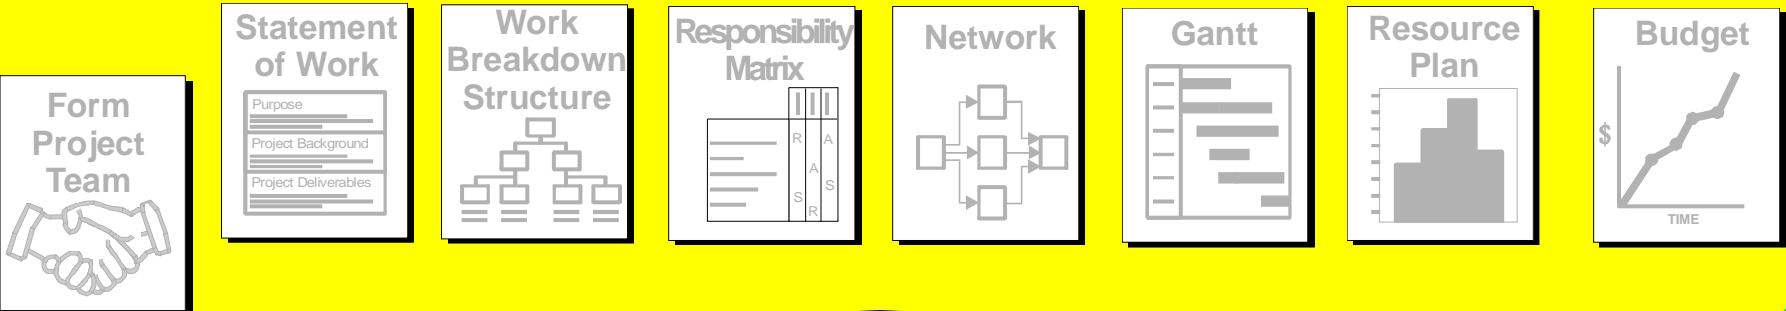 Form
Project
Team
Statement
of Work
Purpose
Project Background
Project Deliverables
Work
Breakdown
Structure
Responsibility
Matrix
R
A
A
S
S
R
Network
Gantt
Resource
Plan
Budget
$
TIME